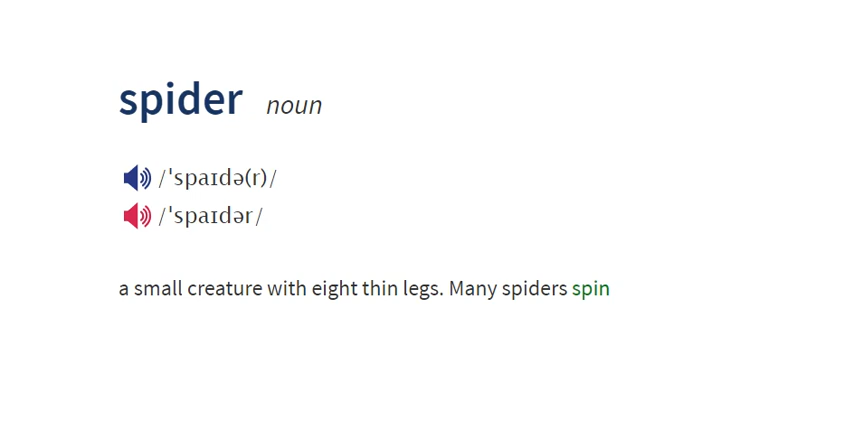 spider noun
/ˈspaɪdə(r)/
/ˈspaɪdər/
a small creature with eight thin legs. Many spiders spin